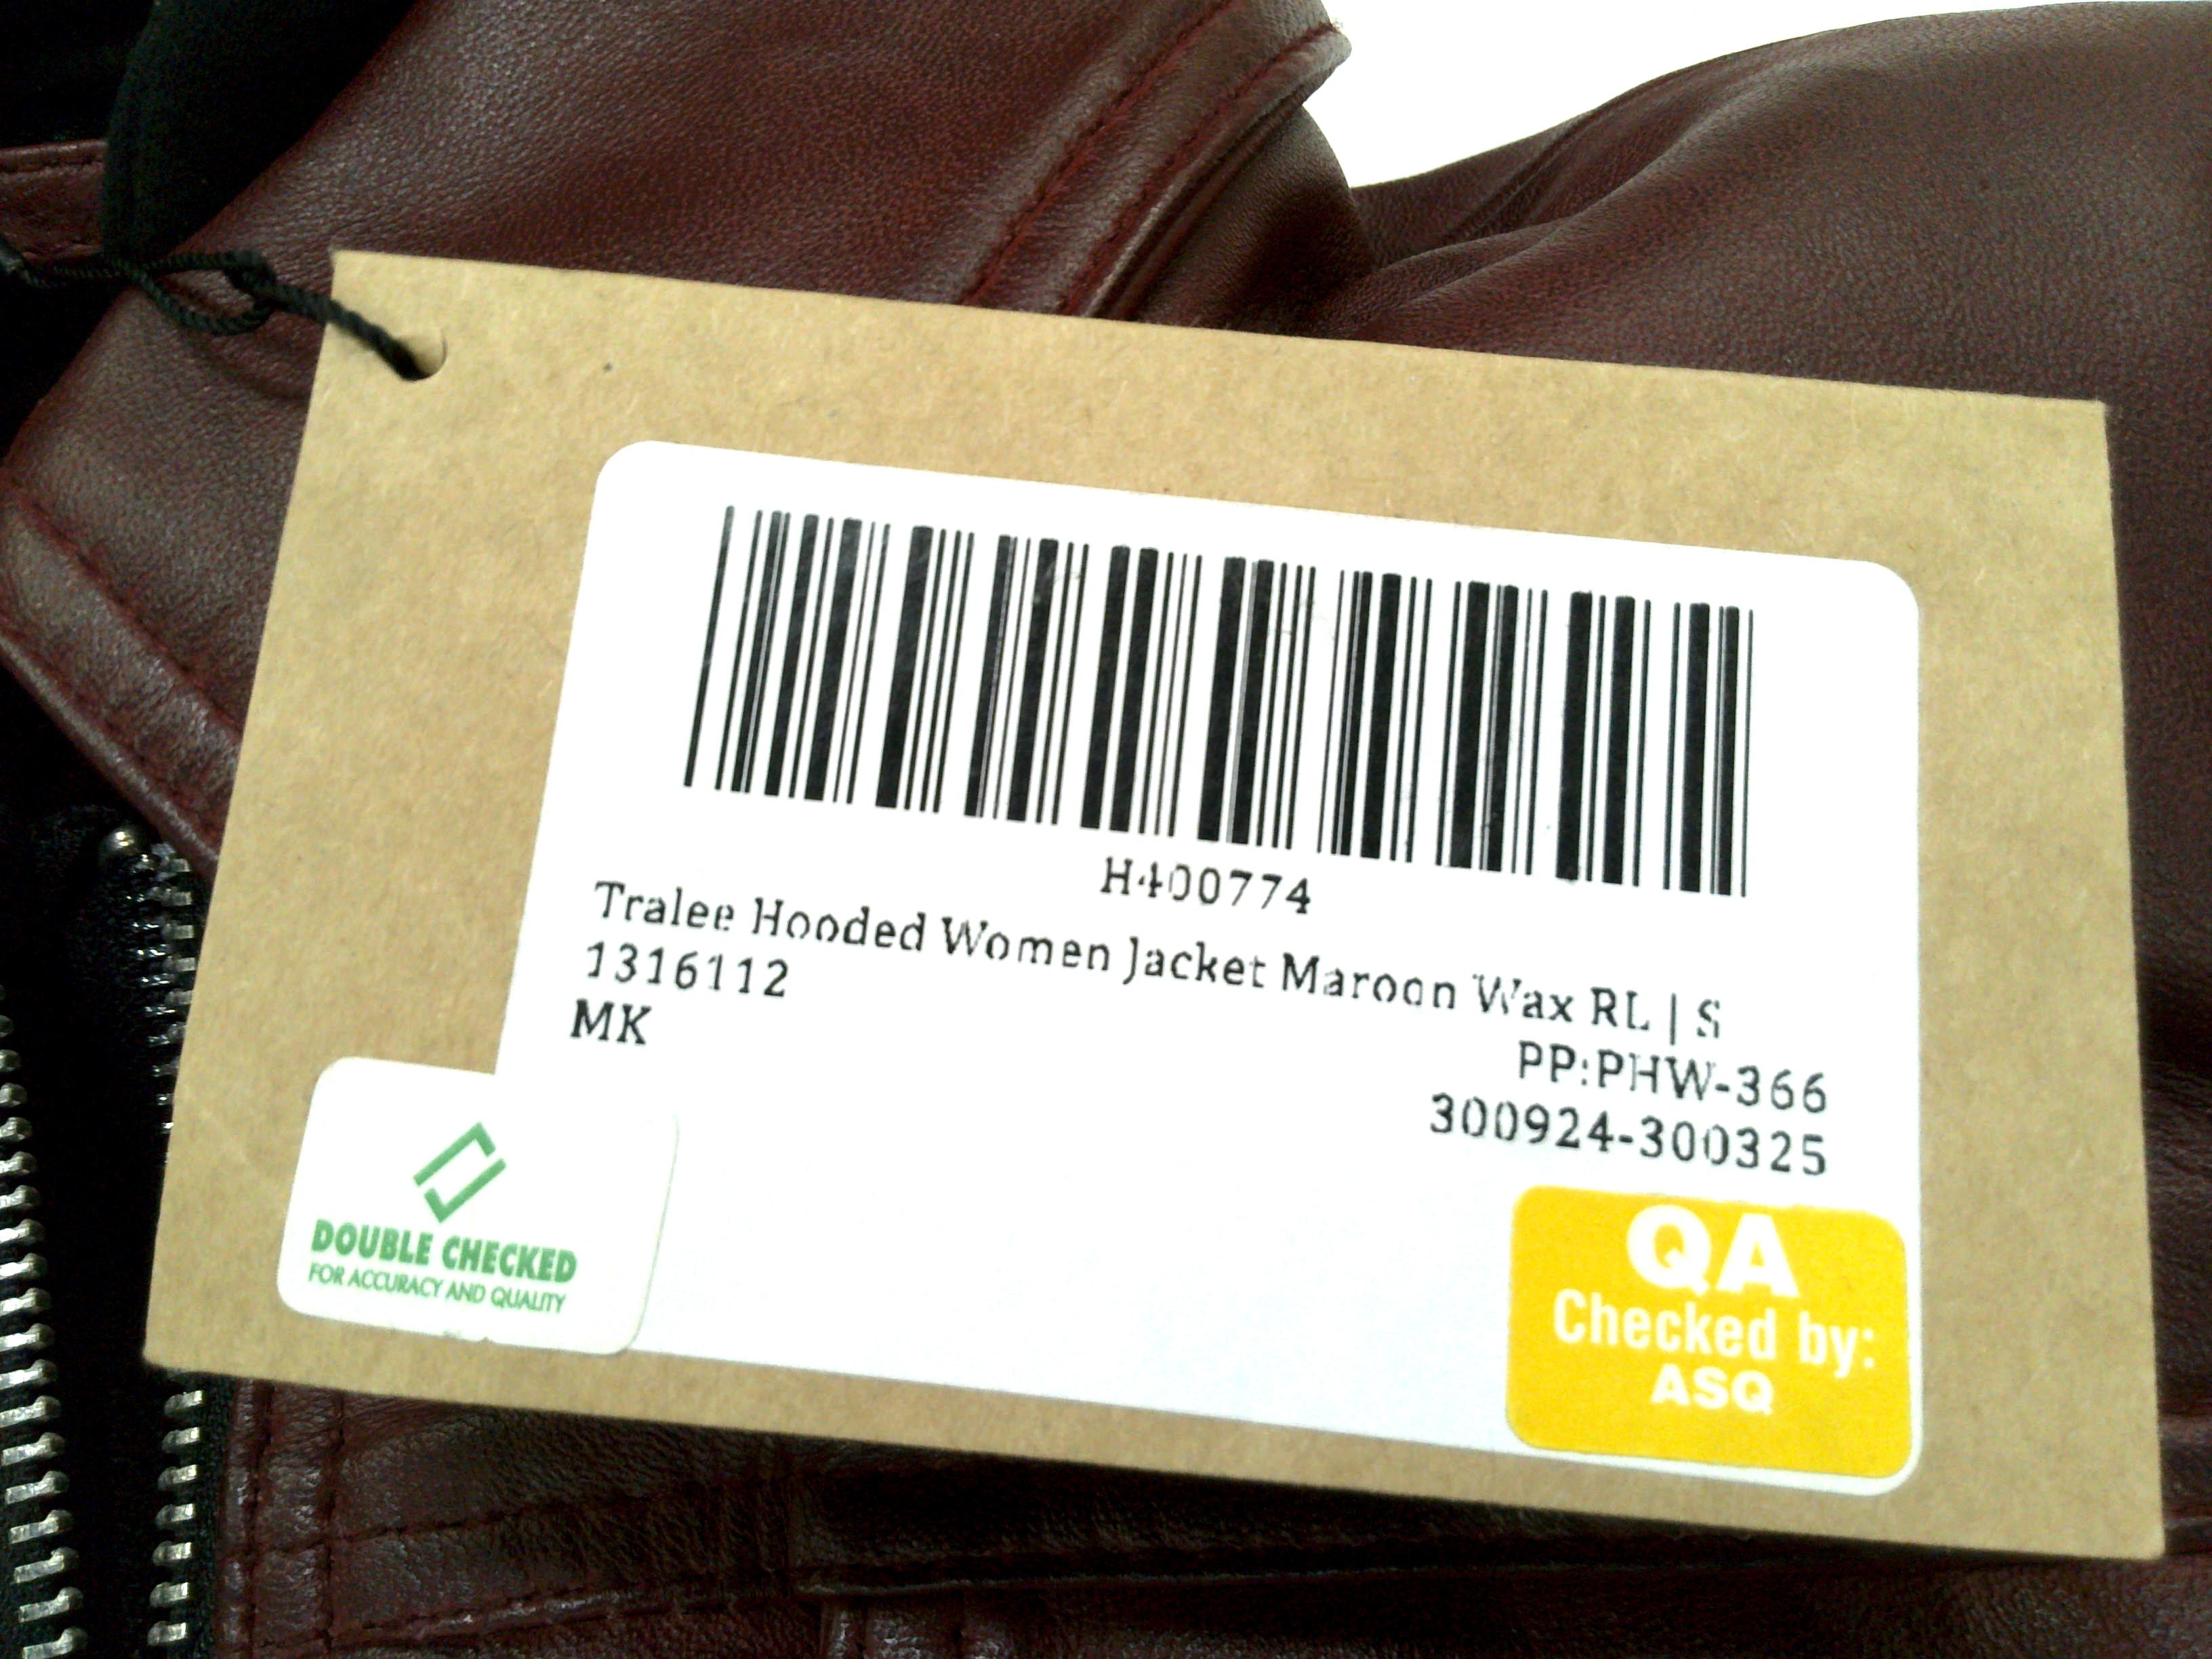 H400774
Tralee Hooded Women Jacket Maroon Wax RL | S
1316112
MK
PP:PHW-366
300924-300325
DOUBLE CHECKED
FOR ACCURACY AND QUALITY
QA
Checked by:
ASQ